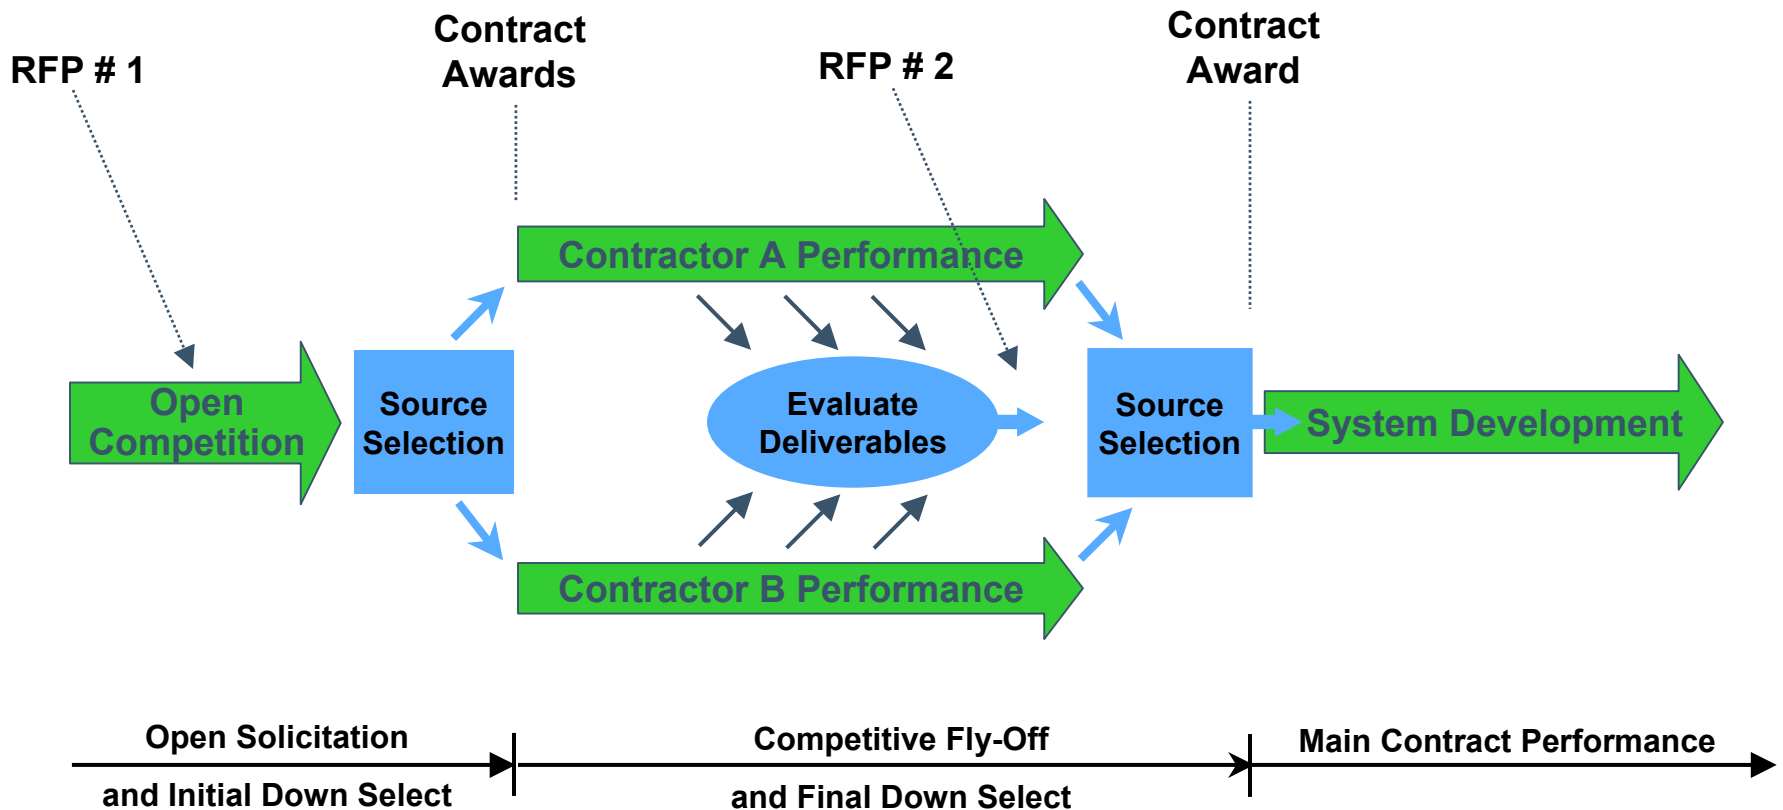 Contract
Awards
Contract
Award
RFP # 1
RFP # 2
Contractor A Performance
Open
Competition
Source
Selection
Evaluate
Deliverables
Source
Selection
System Development
Contractor B Performance
Open Solicitation
and Initial Down Select
Competitive Fly-Off
and Final Down Select
Main Contract Performance